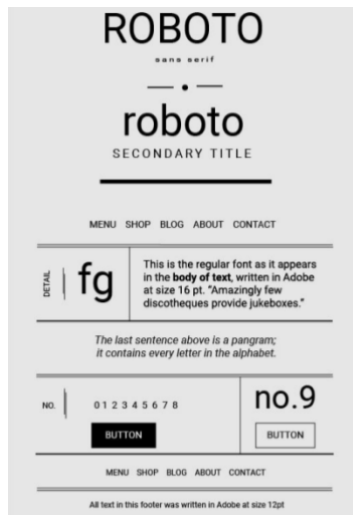 ROBOTO
sans serif
roboto
SECONDARY TITLE
MENU SHOP BLOG ABOUT CONTACT
DETAIL
fg
This is the regular font as it appears
in the body of text, written in Adobe
at size 16 pt. “Amazingly few
discotheques provide jukeboxes.”
The last sentence above is a pangram;
it contains every letter in the alphabet.
NO.
0 1 2 3 4 5 6 7 8
no.9
BUTTON
BUTTON
MENU SHOP BLOG ABOUT CONTACT
All text in this footer was written in Adobe at size 12pt